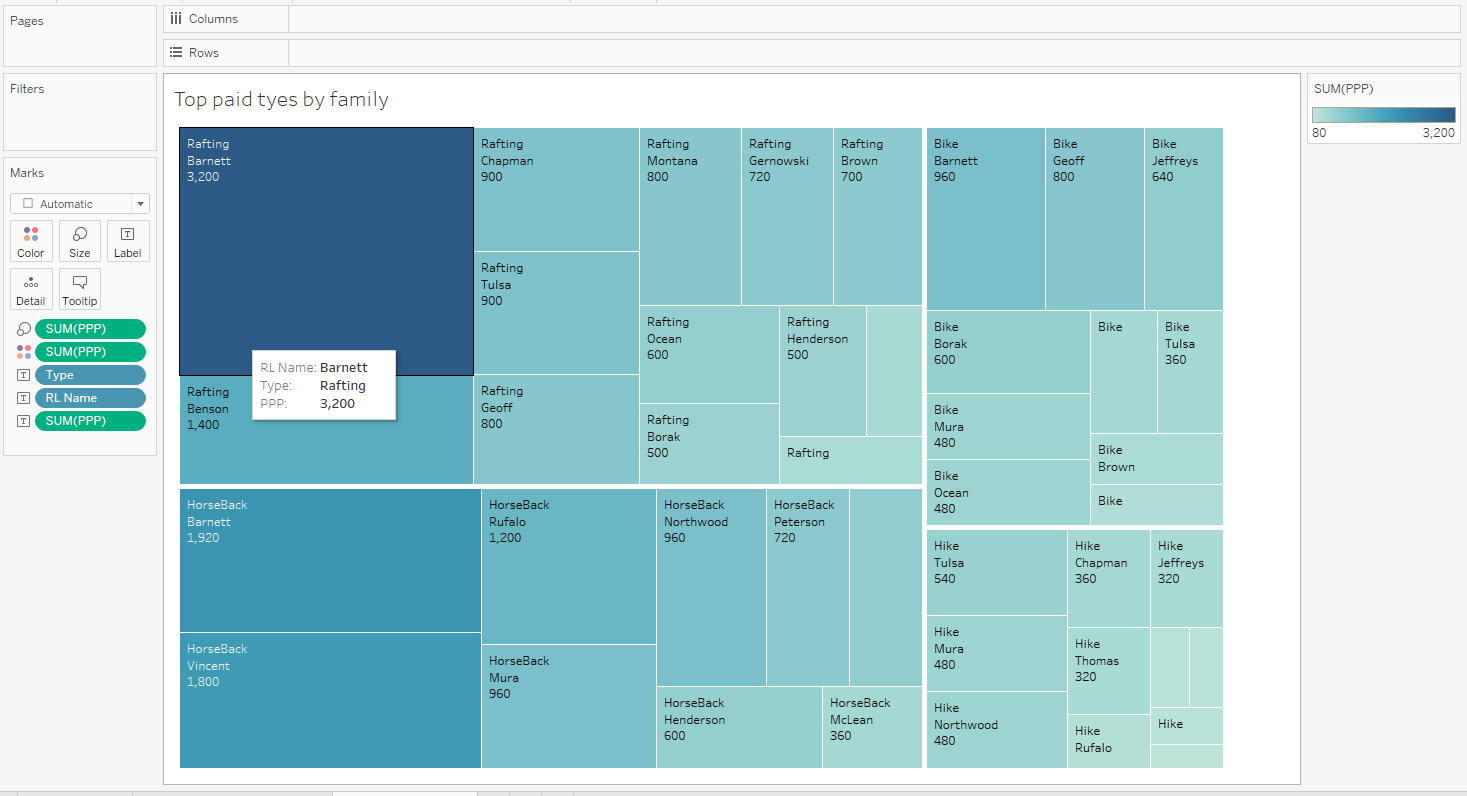 Pages
Columns
Rows
Filters
Marks
Automatic
Color
Size
Label
Detail
Tooltip
SUM(PPP)
SUM(PPP)
Type
RL Name
SUM(PPP)
Top paid tyes by family
Rafting
Barnett
3,200
Rafting
Benson
1,400
RL Name: Barnett
Type: Rafting
PPP: 3,200
Rafting
Chapman
900
Rafting
Tulsa
900
Rafting
Geoff
800
Rafting
Montana
800
Rafting
Gernowski
720
Rafting
Brown
700
Rafting
Ocean
600
Rafting
Borak
500
Rafting
Henderson
500
Rafting
HorseBack
Barnett
1,920
HorseBack
Vincent
1,800
HorseBack
Rufalo
1,200
HorseBack
Mura
960
HorseBack
Northwood
960
HorseBack
Peterson
720
HorseBack
Henderson
600
HorseBack
McLean
360
Bike
Barnett
960
Bike
Geoff
800
Bike
Jeffreys
640
Bike
Borak
600
Bike
Mura
480
Bike
Ocean
480
Bike
Bike
Tulsa
360
Bike
Brown
Bike
Hike
Tulsa
540
Hike
Mura
480
Hike
Northwood
480
Hike
Chapman
360
Hike
Jeffreys
320
Hike
Thomas
320
Hike
Rufalo
Hike
SUM(PPP)
80 3,200